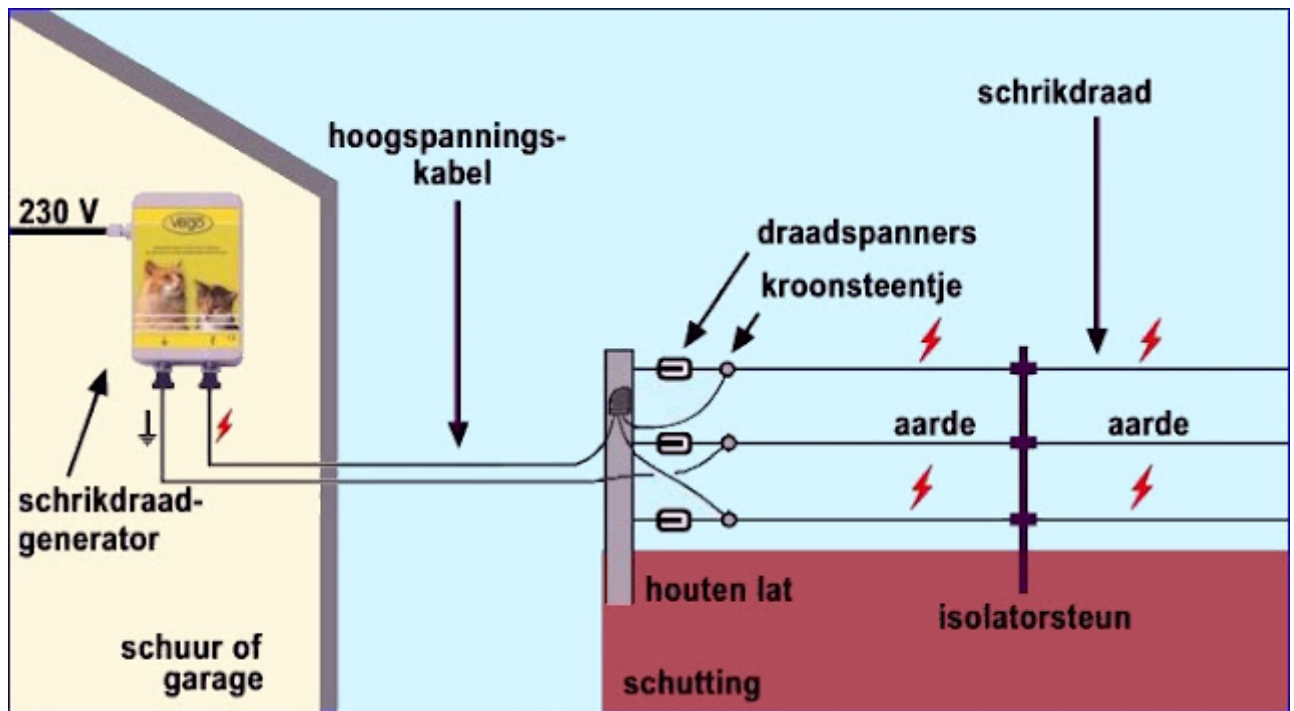 schrikdraad
hoogspannings-
kabel
230 V
vego
draadspanners
kroonsteentje
aarde
aarde
schrikdraad-
generator
houten lat
isolatorsteun
schuur of
garage
schutting